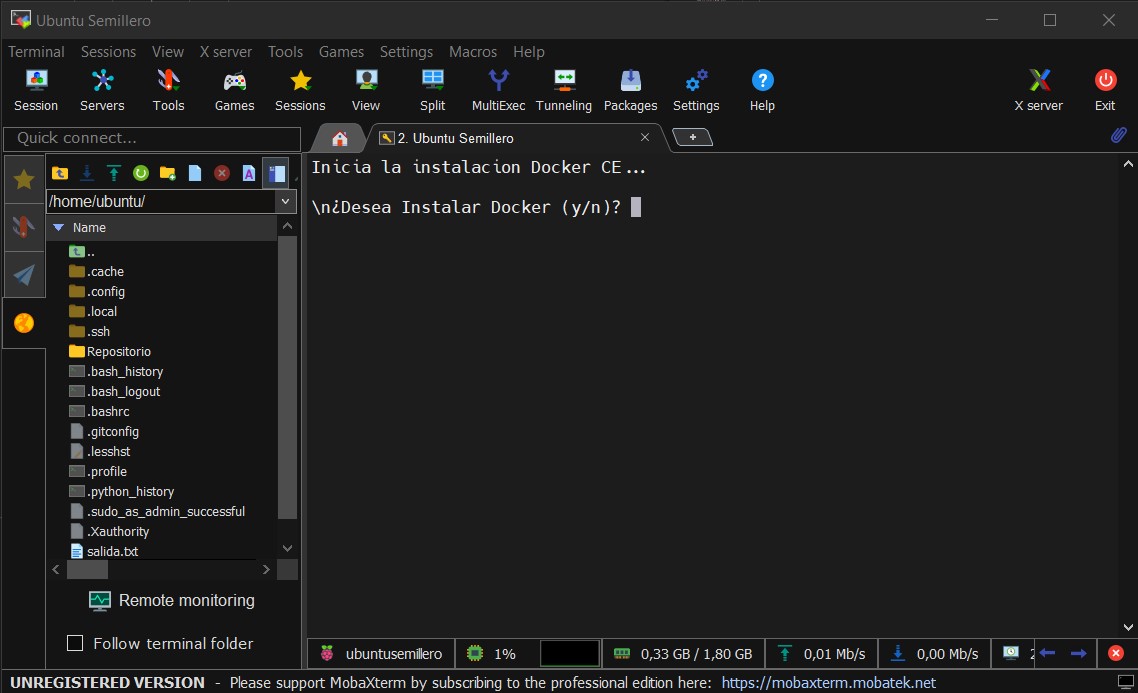 Ubuntu Semillero
Terminal Sessions View X server Tools Games Settings Macros Help
Session Servers Tools Games Sessions View Split MultiExec Tunneling Packages Settings Help X server Exit
Quick connect...
2. Ubuntu Semillero
/home/ubuntu/
Name
..
.cache
.config
.local
.ssh
Repositorio
.bash_history
.bash_logout
.bashrc
.gitconfig
.lesshst
.profile
.python_history
.sudo_as_admin_successful
.Xauthority
salida.txt
Remote monitoring
Follow terminal folder
Inicia la instalacion Docker CE...
\n¿Desea Instalar Docker (y/n)?
ubuntusemillero 1% 0,33 GB / 1,80 GB 0,01 Mb/s 0,00 Mb/s
UNREGISTERED VERSION - Please support MobaXterm by subscribing to the professional edition here: https://mobaxterm.mobatek.net